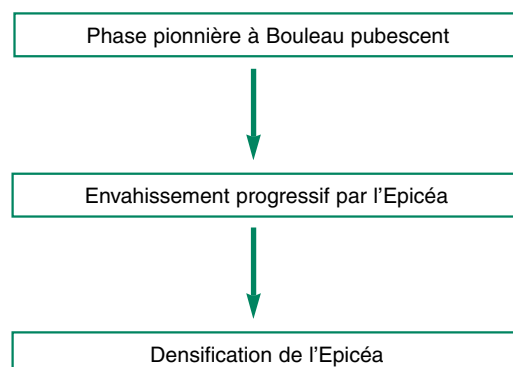 Phase pionnière à Bouleau pubescent
Envahissement progressif par l'Epicéa
Densification de l'Epicéa